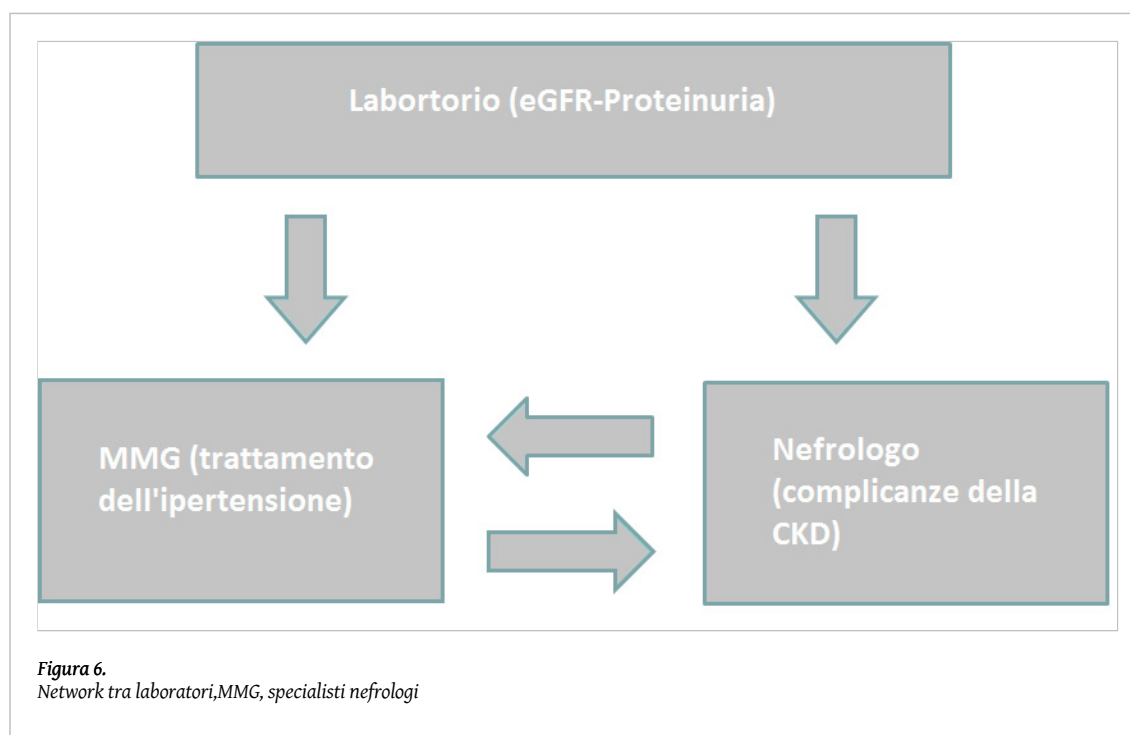 Labortorio (eGFR-Proteinuria)
MMG (trattamento
dell'ipertensione)
Nefrologo
(complicanze della
CKD)
Figura 6.
Network tra laboratori,MMG, specialisti nefrologi